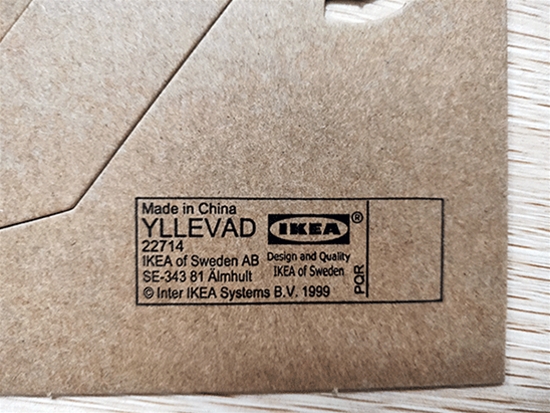 Made in China
YLLEVAD
22714
IKEA of Sweden AB
SE-343 81 Älmhult
© Inter IKEA Systems B.V. 1999
IKEA®
Design and Quality
IKEA of Sweden
PQR